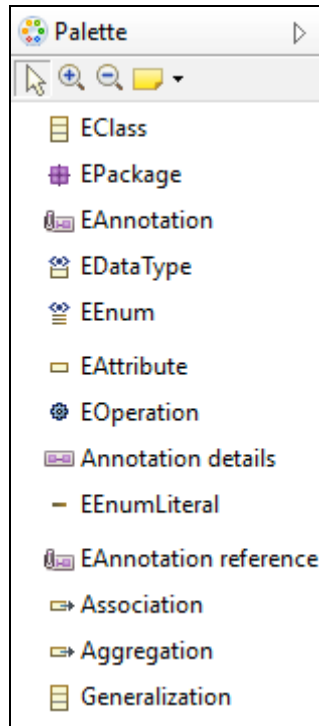 Palette
EClass
EPackage
EAnnotation
EDataType
EEnum
EAttribute
EOperation
Annotation details
EEnumLiteral
EAnnotation reference
Association
Aggregation
Generalization